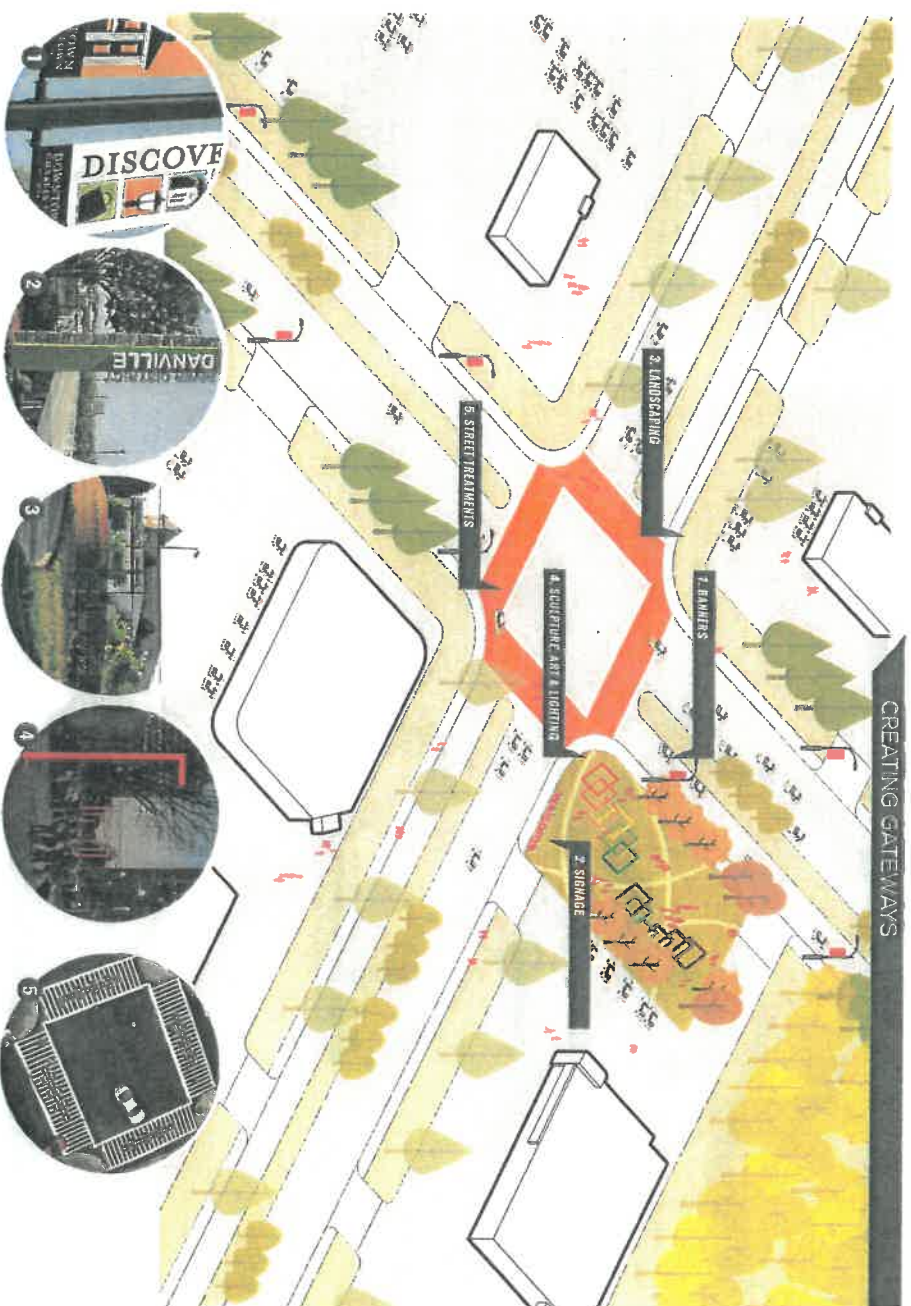 CREATING GATEWAYS
1. BANNERS
3. LANDSCAPING
2. SIGNAGE
4. SCULPTURE, ART & LIGHTING
5. STREET TREATMENTS
DISCOVE
DANVILLE
1
2
3
4
5